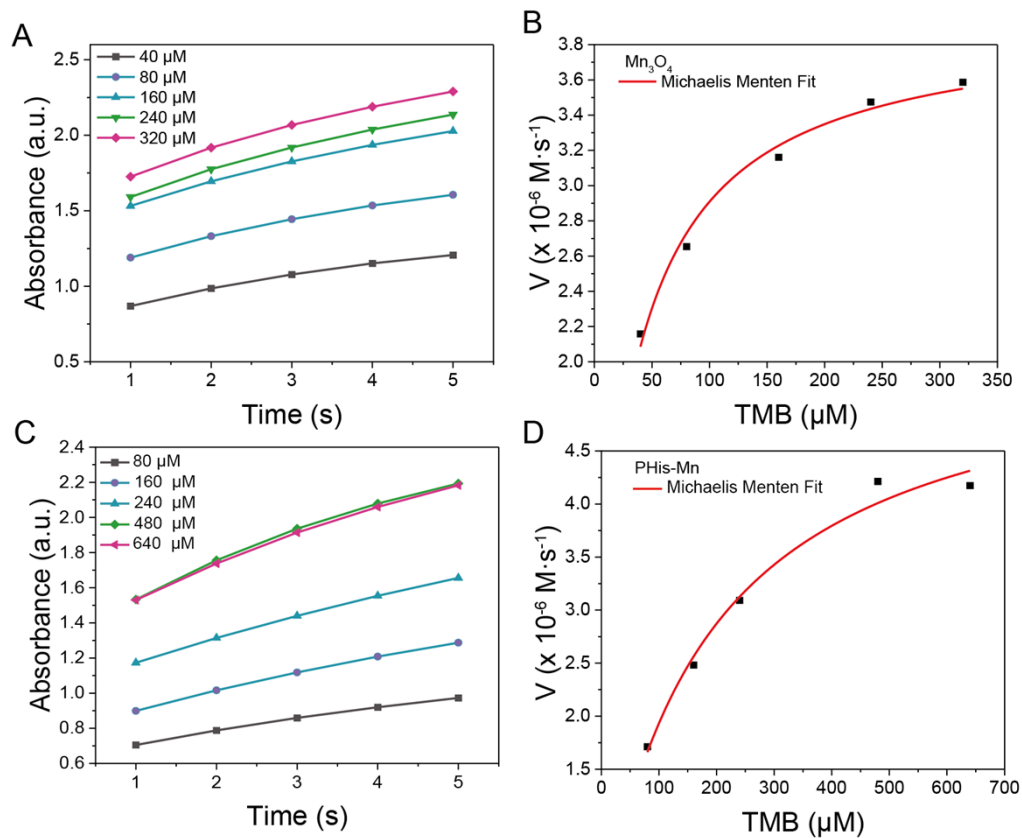 A
2.5
2.0
1.5
1.0
0.5
Absorbance (a.u.)
40 µM
80 µM
160 µM
240 µM
320 µM
1 2 3 4 5
Time (s)
B
3.8
3.6
3.4
3.2
3.0
2.8
2.6
2.4
2.2
2.0
V (x 10⁻⁶ M·s⁻¹)
Mn₃O₄
Michaelis Menten Fit
0 50 100 150 200 250 300 350
TMB (µM)
C
2.4
2.2
2.0
1.8
1.6
1.4
1.2
1.0
0.8
0.6
Absorbance (a.u.)
80 µM
160 µM
240 µM
480 µM
640 µM
1 2 3 4 5
Time (s)
D
4.5
4.0
3.5
3.0
2.5
2.0
1.5
V (x 10⁻⁶ M·s⁻¹)
PHis-Mn
Michaelis Menten Fit
0 100 200 300 400 500 600 700
TMB (µM)